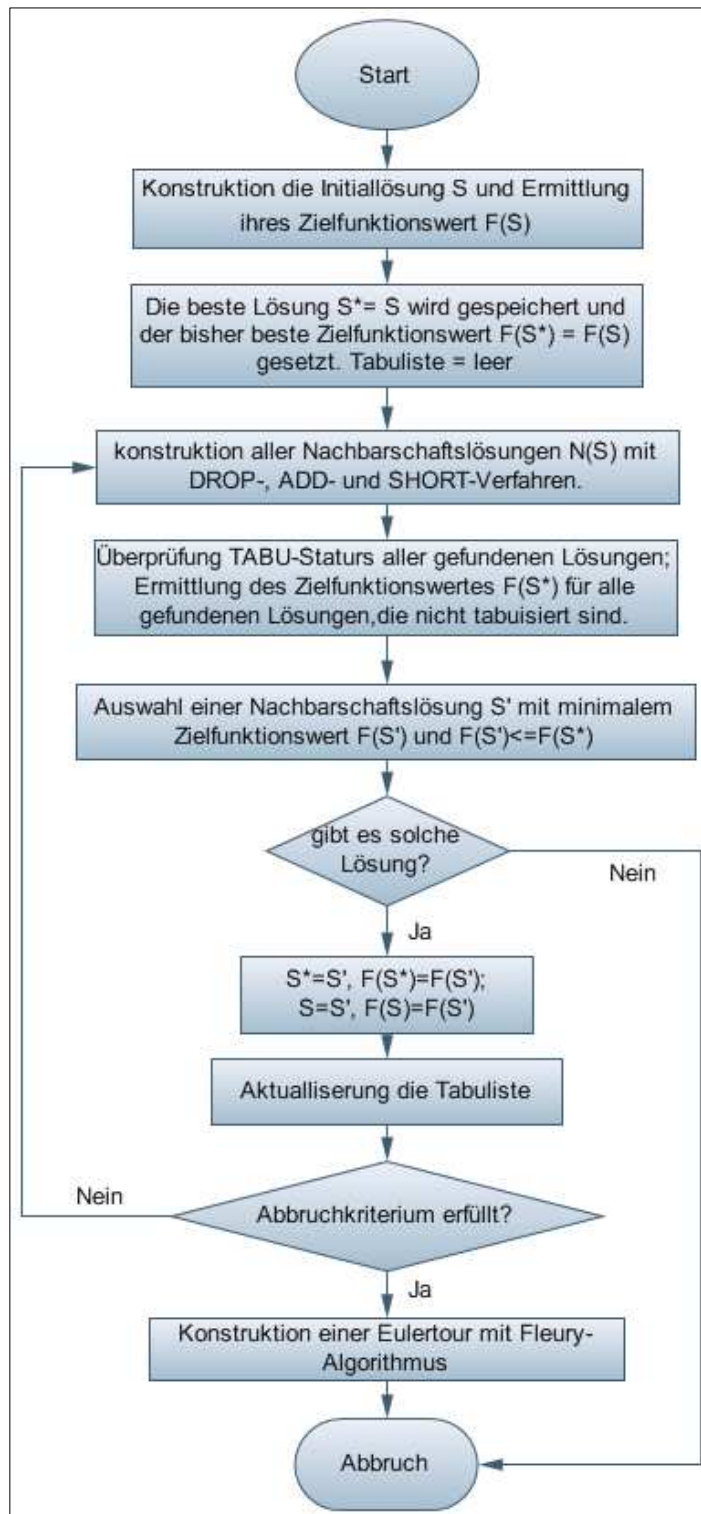 Start
Konstruktion die Initiallösung S und Ermittlung
ihres Zielfunktionswert F(S)
Die beste Lösung S*= S wird gespeichert und
der bisher beste Zielfunktionswert F(S*) = F(S)
gesetzt. Tabuliste = leer
konstruktion aller Nachbarschaftslösungen N(S) mit
DROP-, ADD- und SHORT-Verfahren.
Überprüfung TABU-Staturs aller gefundenen Lösungen;
Ermittlung des Zielfunktionswertes F(S*) für alle
gefundenen Lösungen,die nicht tabuisiert sind.
Auswahl einer Nachbarschaftslösung S' mit minimalem
Zielfunktionswert F(S') und F(S')<=F(S*)
gibt es solche
Lösung?
Nein
Ja
S*=S', F(S*)=F(S');
S=S', F(S)=F(S')
Aktualliserung die Tabuliste
Nein
Abbruchkriterium erfüllt?
Ja
Konstruktion einer Eulertour mit Fleury-
Algorithmus
Abbruch